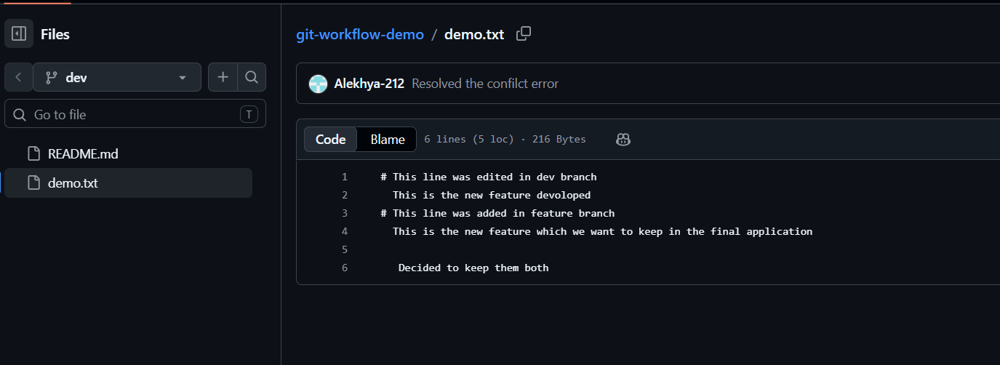 Files
dev
Go to file
T
README.md
demo.txt
git-workflow-demo / demo.txt
Alekhya-212 Resolved the confilct error
Code Blame 6 lines (5 loc) · 216 Bytes
1 # This line was edited in dev branch
2 This is the new feature devoloped
3 # This line was added in feature branch
4 This is the new feature which we want to keep in the final application
5
6 Decided to keep them both